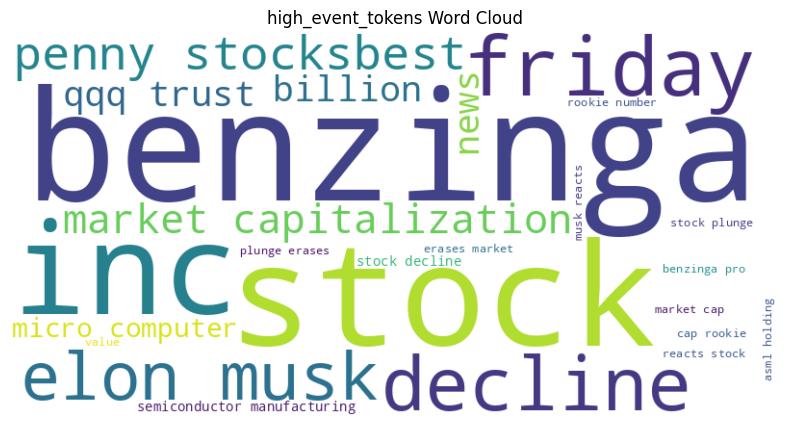 high_event_tokens Word Cloud
penny stocksbest
friday
qqq trust
billion
news
rookie number
benzinga
market capitalization
musk reacts
stock plunge
inc
stock
plunge erases
erases market
stock decline
benzinga pro
market cap
micro computer
value
cap rookie
reacts stock
asml holding
elon musk
decline
semiconductor manufacturing